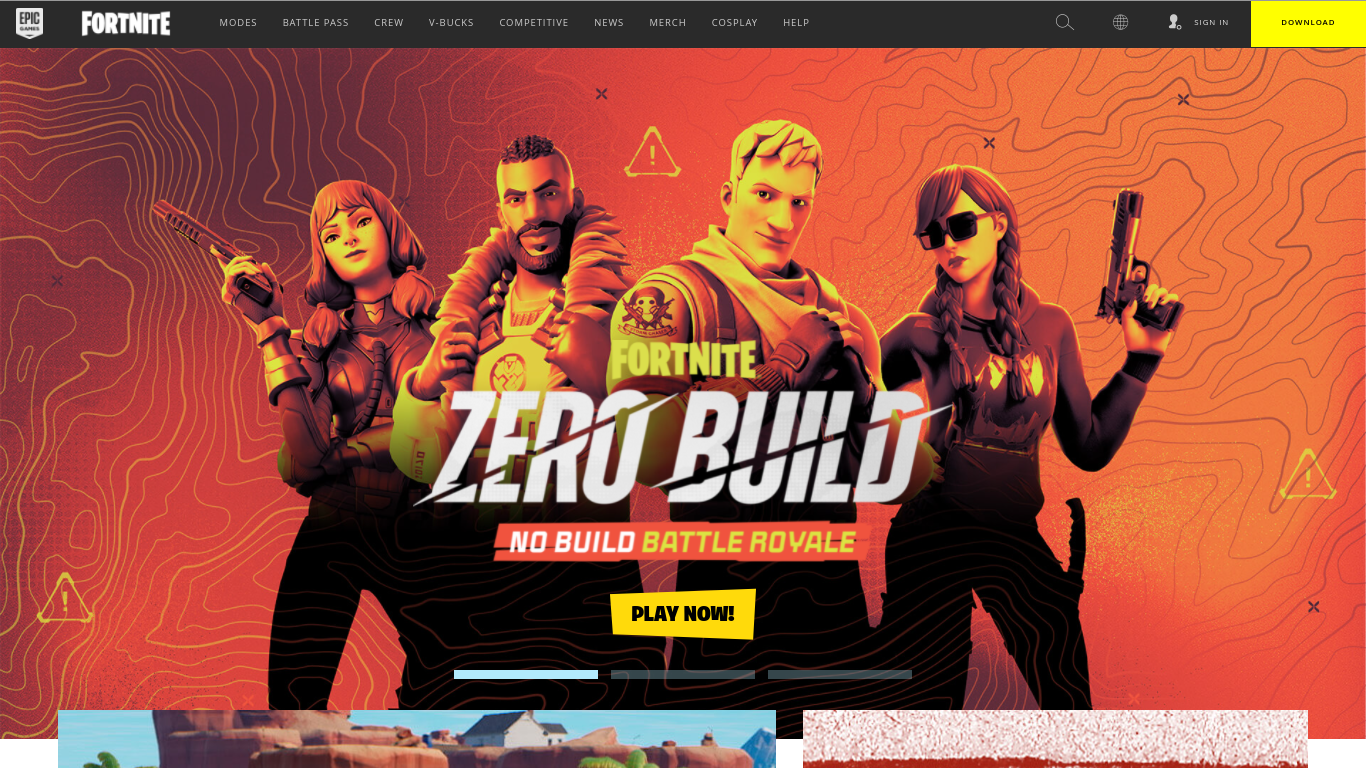 EPIC
GAMES
FORTNITE
MODES
BATTLE PASS
CREW
V-BUCKS
COMPETITIVE
NEWS
MERCH
COSPLAY
HELP
SIGN IN
DOWNLOAD
FORTNITE
ZERO BUILD
NO BUILD BATTLE ROYALE
PLAY NOW!